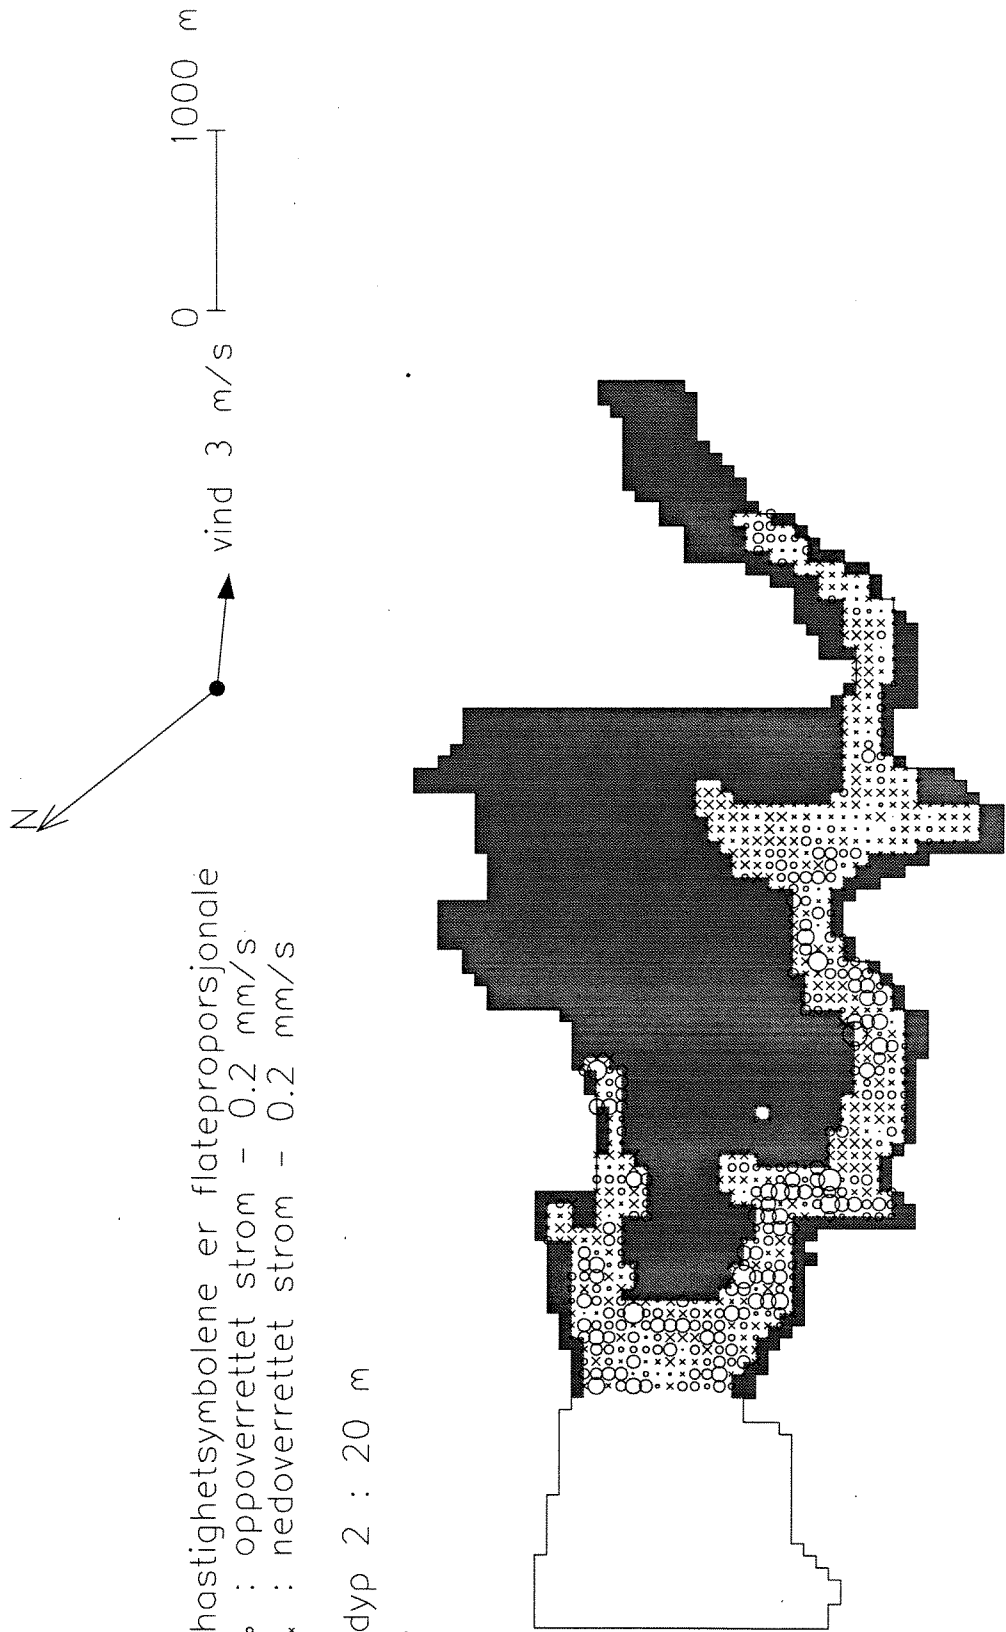 hastighetsymbolene er flateproporsjonale
° : oppoverrettet strom - 0.2 mm/s
× : nedoverrettet strom - 0.2 mm/s
dyp 2 : 20 m
N
vind 3 m/s
0 1000 m